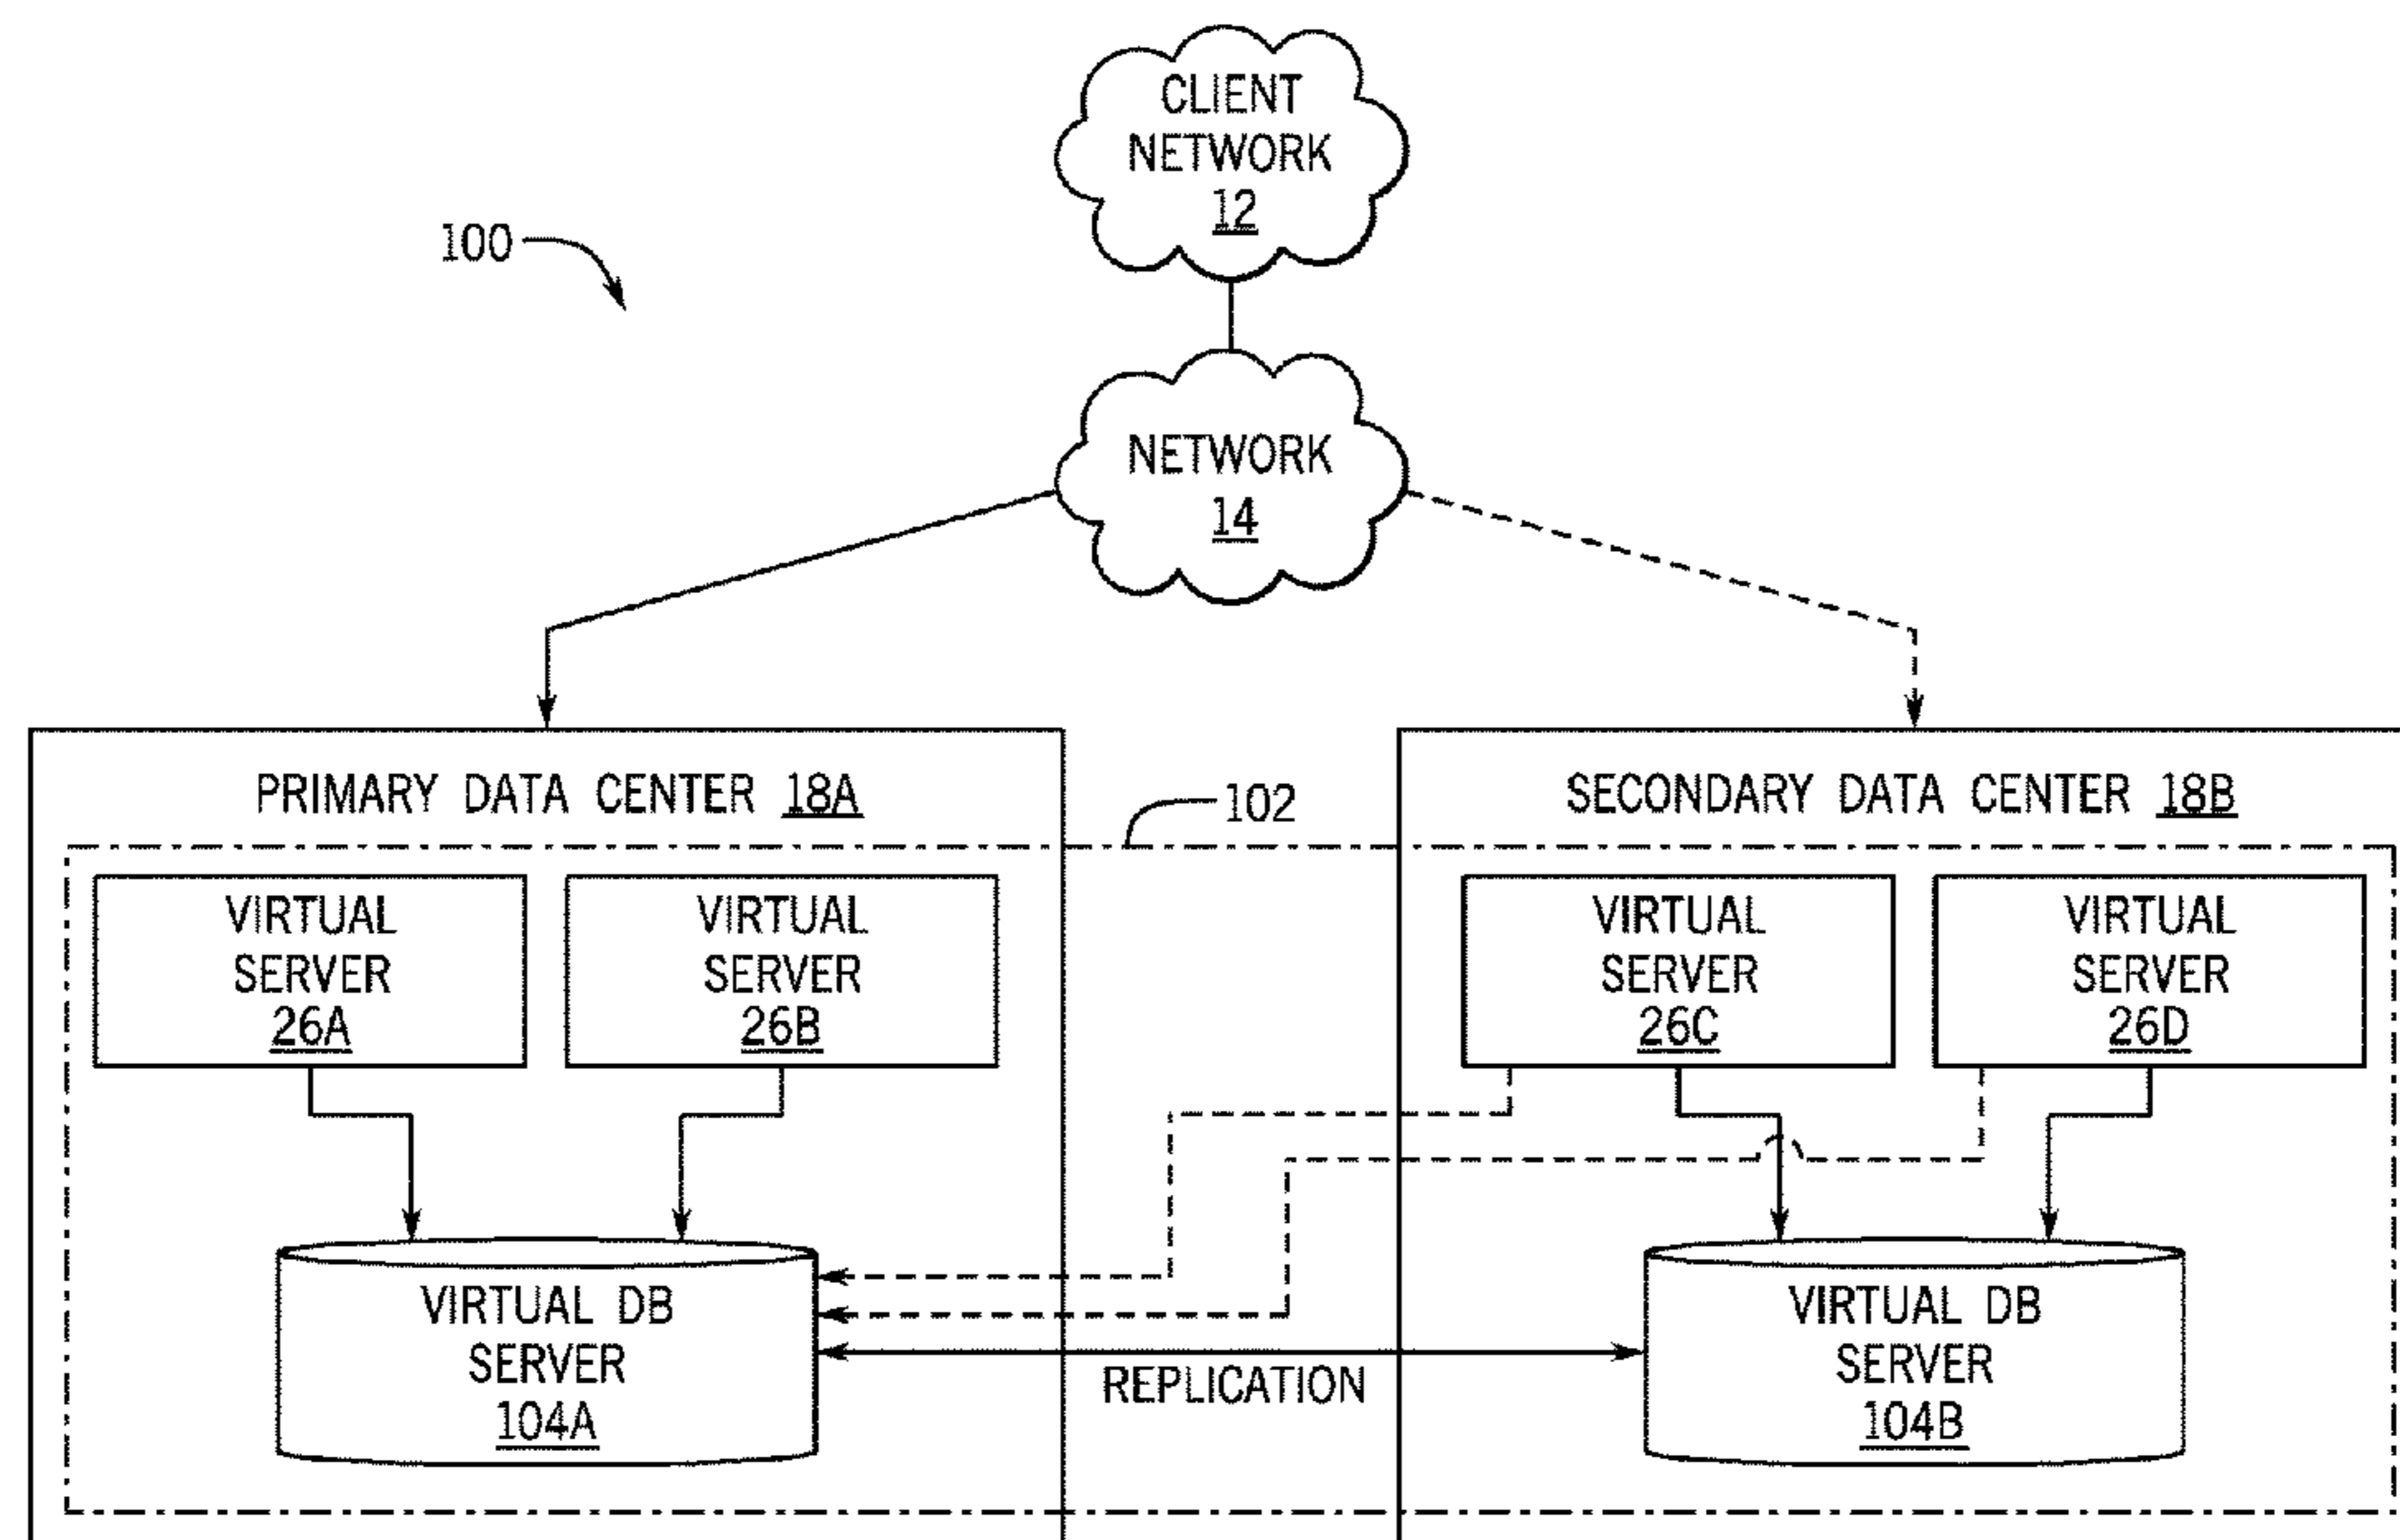 CLIENT
NETWORK
12
100
NETWORK
14
PRIMARY DATA CENTER 18A
102
SECONDARY DATA CENTER 18B
VIRTUAL
SERVER
26A
VIRTUAL
SERVER
26B
VIRTUAL
SERVER
26C
VIRTUAL
SERVER
26D
VIRTUAL DB
SERVER
104A
REPLICATION
VIRTUAL DB
SERVER
104B